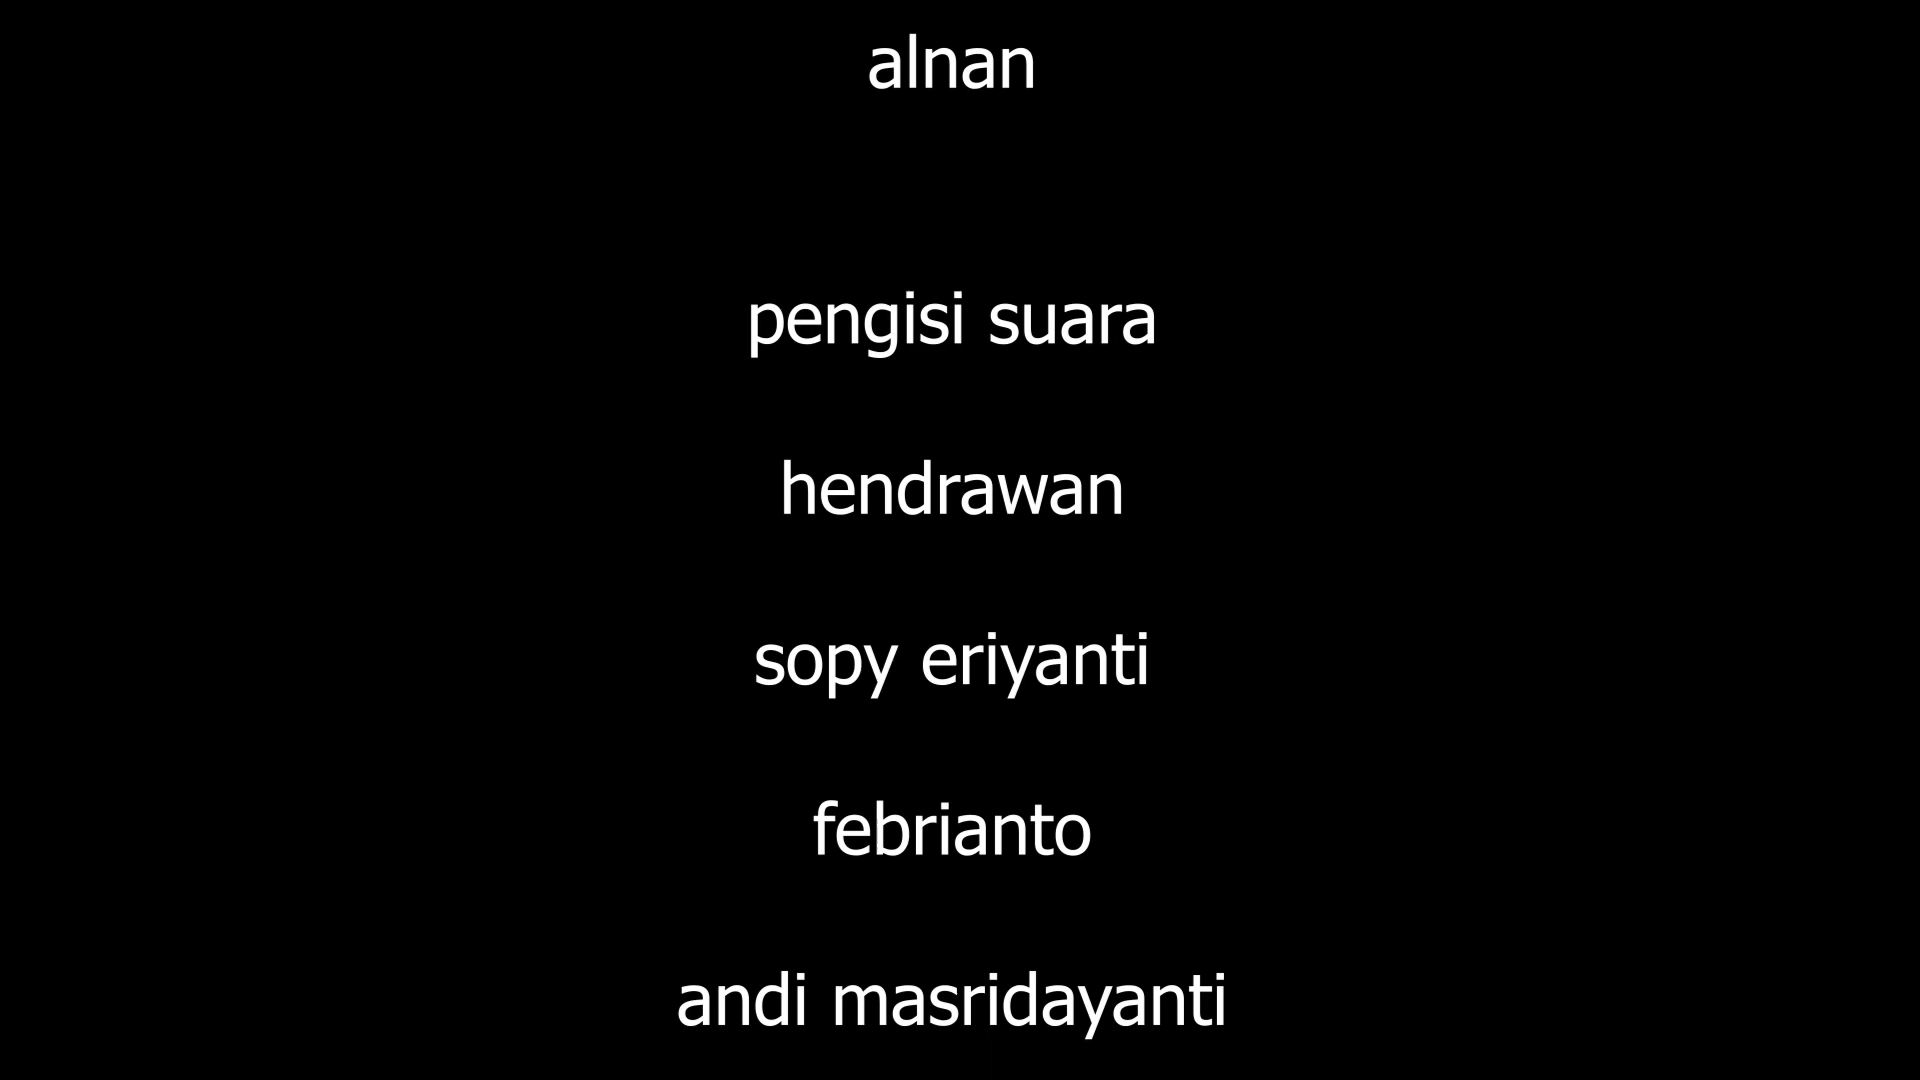 alnan
pengisi suara
hendrawan
sopy eriyanti
febrianto
andi masridayanti